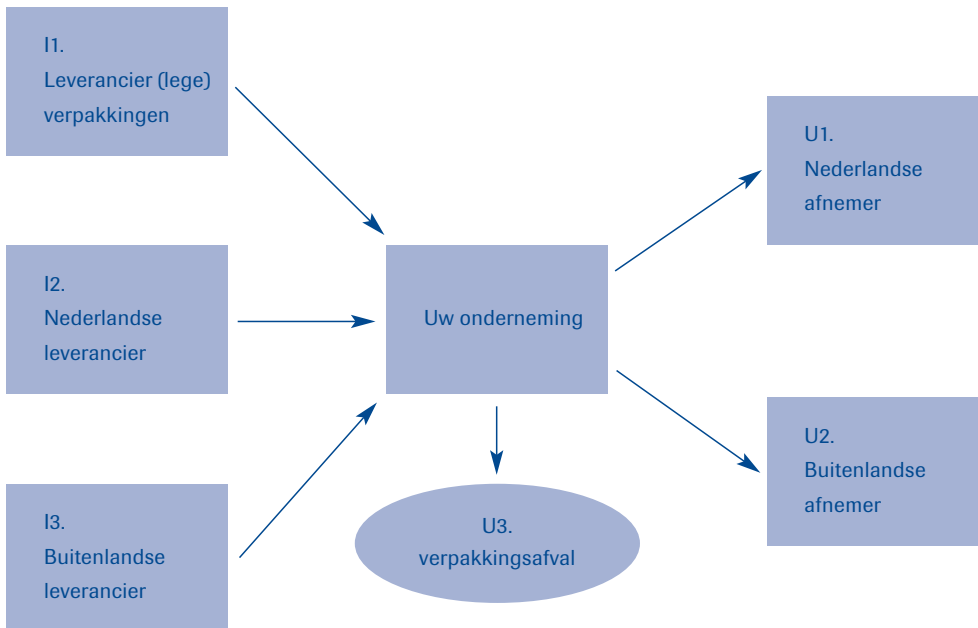 I1.
Leverancier (lege)
verpakkingen
I2.
Nederlandse
leverancier
I3.
Buitenlandse
leverancier
Uw onderneming
U3.
verpakkingsafval
U1.
Nederlandse
afnemer
U2.
Buitenlandse
afnemer